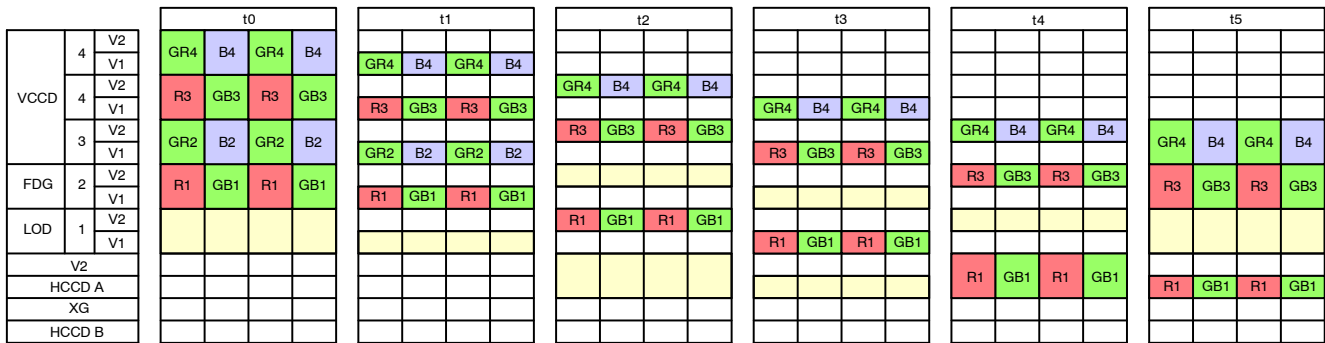 t0 t1 t2 t3 t4 t5
V2
4 GR4 B4 GR4 B4
V1 GR4 B4 GR4 B4
V2 GR4 B4 GR4 B4
VCCD 4 R3 GB3 R3 GB3
V1 R3 GB3 R3 GB3 GR4 B4 GR4 B4
V2 R3 GB3 R3 GB3 GR4 B4 GR4 B4
3 GR2 B2 GR2 B2 GR4 B4 GR4 B4
V1 GR2 B2 GR2 B2 R3 GB3 R3 GB3
V2 R3 GB3 R3 GB3
FDG 2 R1 GB1 R1 GB1 R3 GB3 R3 GB3
V1 R1 GB1 R1 GB1
V2 R1 GB1 R1 GB1
LOD 1
V1 R1 GB1 R1 GB1
V2
R1 GB1 R1 GB1
HCCD A R1 GB1 R1 GB1
XG
HCCD B